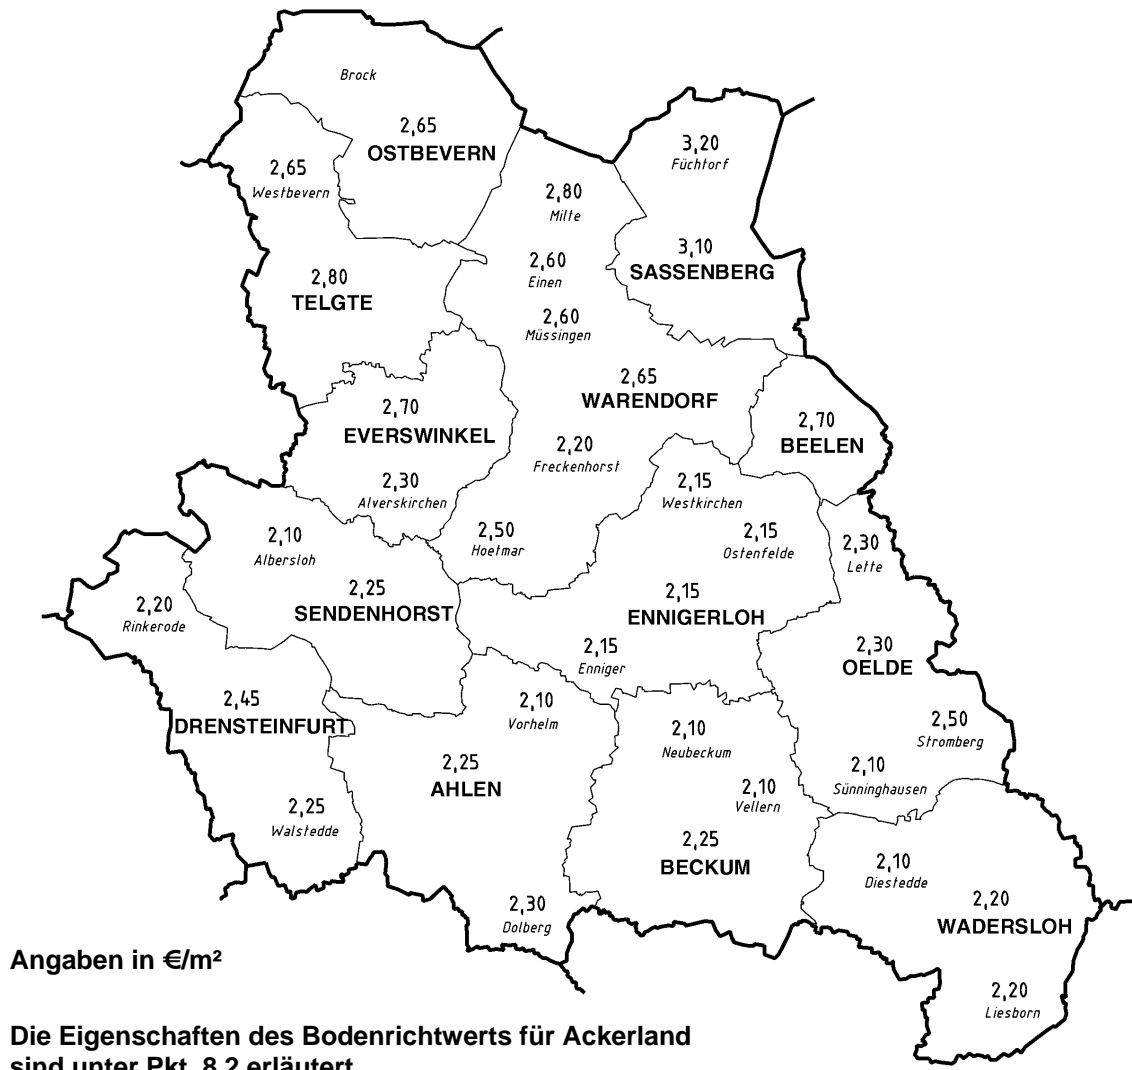 Brock
2,65
OSTBEVERN
3,20
Füchtorf
2,65
Westbevern
2,80
Milte
3,10
SASSENBERG
2,60
Einen
2,80
TELGTE
2,60
Müssingen
2,65
WARENDORF
2,70
EVERSWINKEL
2,70
BEELEN
2,20
Freckenhorst
2,30
Alverskirchen
2,15
Westkirchen
2,10
Albersloh
2,50
Hoetmar
2,15
Ostenfelde
2,30
Lette
2,25
SENDENHORST
2,20
Rinkerode
2,15
ENNIGERLOH
2,15
Enniger
2,30
OELDE
2,45
DRENSTEINFURT
2,10
Vorhelm
2,10
Neubeckum
2,50
Stromberg
2,25
AHLEN
2,10
Vellern
2,10
Sünninghausen
2,25
Walstedde
2,25
BECKUM
2,10
Diestedde
2,20
WADERSLOH
2,30
Dolberg
2,20
Liesborn
Angaben in €/m²
Die Eigenschaften des Bodenrichtwerts für Ackerland
sind unter Pkt. 8.2 erläutert